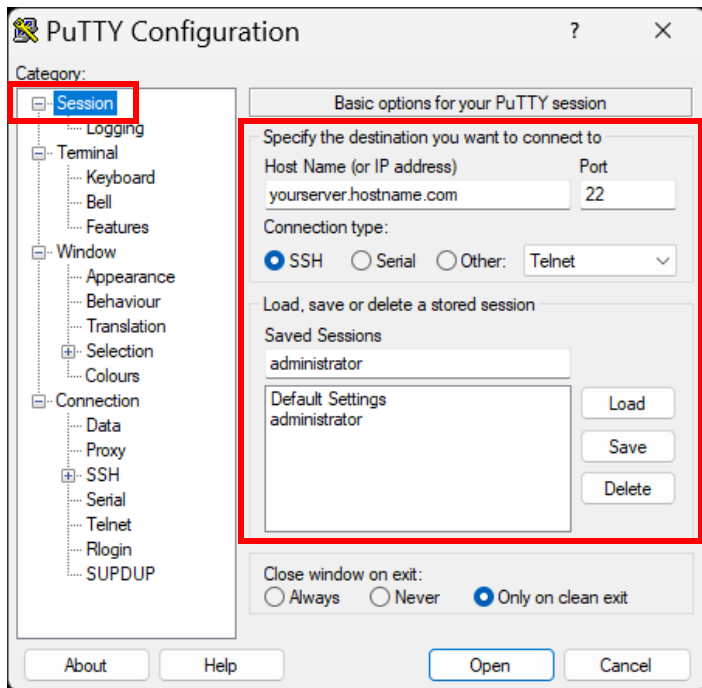 PuTTY Configuration ?
Category:
Session
Logging
Terminal
Keyboard
Bell
Features
Window
Appearance
Behaviour
Translation
Selection
Colours
Connection
Data
Proxy
SSH
Serial
Telnet
Rlogin
SUPDUP
Basic options for your PuTTY session
Specify the destination you want to connect to
Host Name (or IP address) Port
yourserver.hostname.com 22
Connection type:
SSH Serial Other: Telnet
Load, save or delete a stored session
Saved Sessions
administrator
Default Settings
administrator
Load
Save
Delete
Close window on exit:
Always Never Only on clean exit
About Help Open Cancel